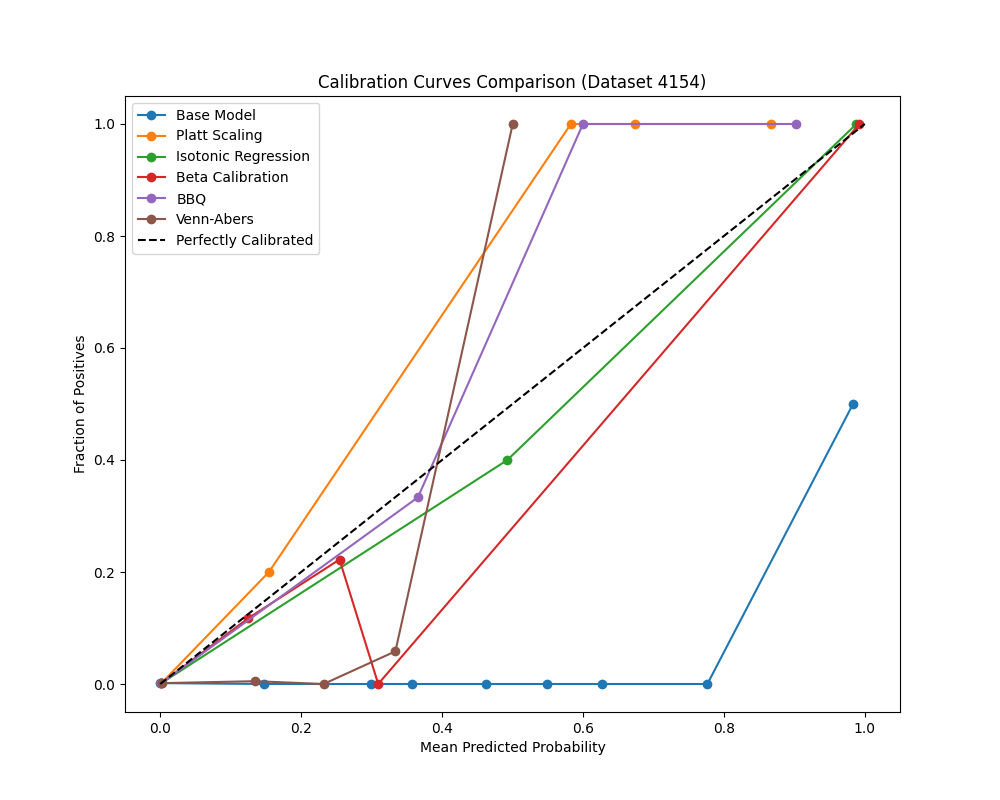 Calibration Curves Comparison (Dataset 4154)
Base Model
Platt Scaling
Isotonic Regression
Beta Calibration
BBQ
Venn-Abers
Perfectly Calibrated
Fraction of Positives
1.0
0.8
0.6
0.4
0.2
0.0
0.0 0.2 0.4 0.6 0.8 1.0
Mean Predicted Probability